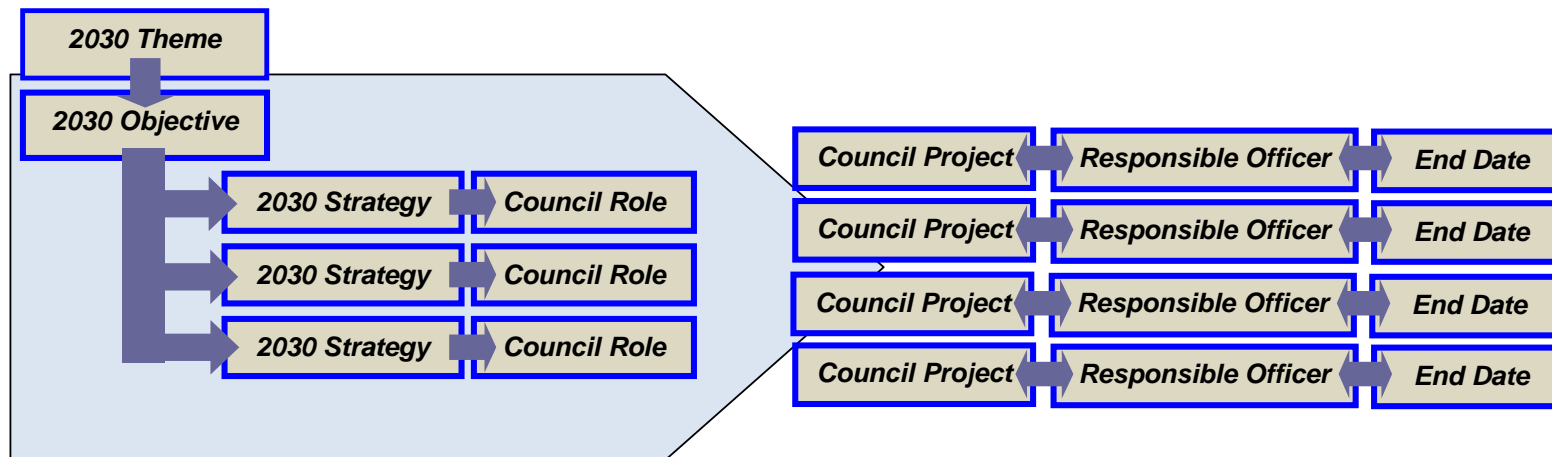 2030 Theme
2030 Objective
2030 Strategy
Council Role
2030 Strategy
Council Role
2030 Strategy
Council Role
Council Project
Responsible Officer
End Date
Council Project
Responsible Officer
End Date
Council Project
Responsible Officer
End Date
Council Project
Responsible Officer
End Date